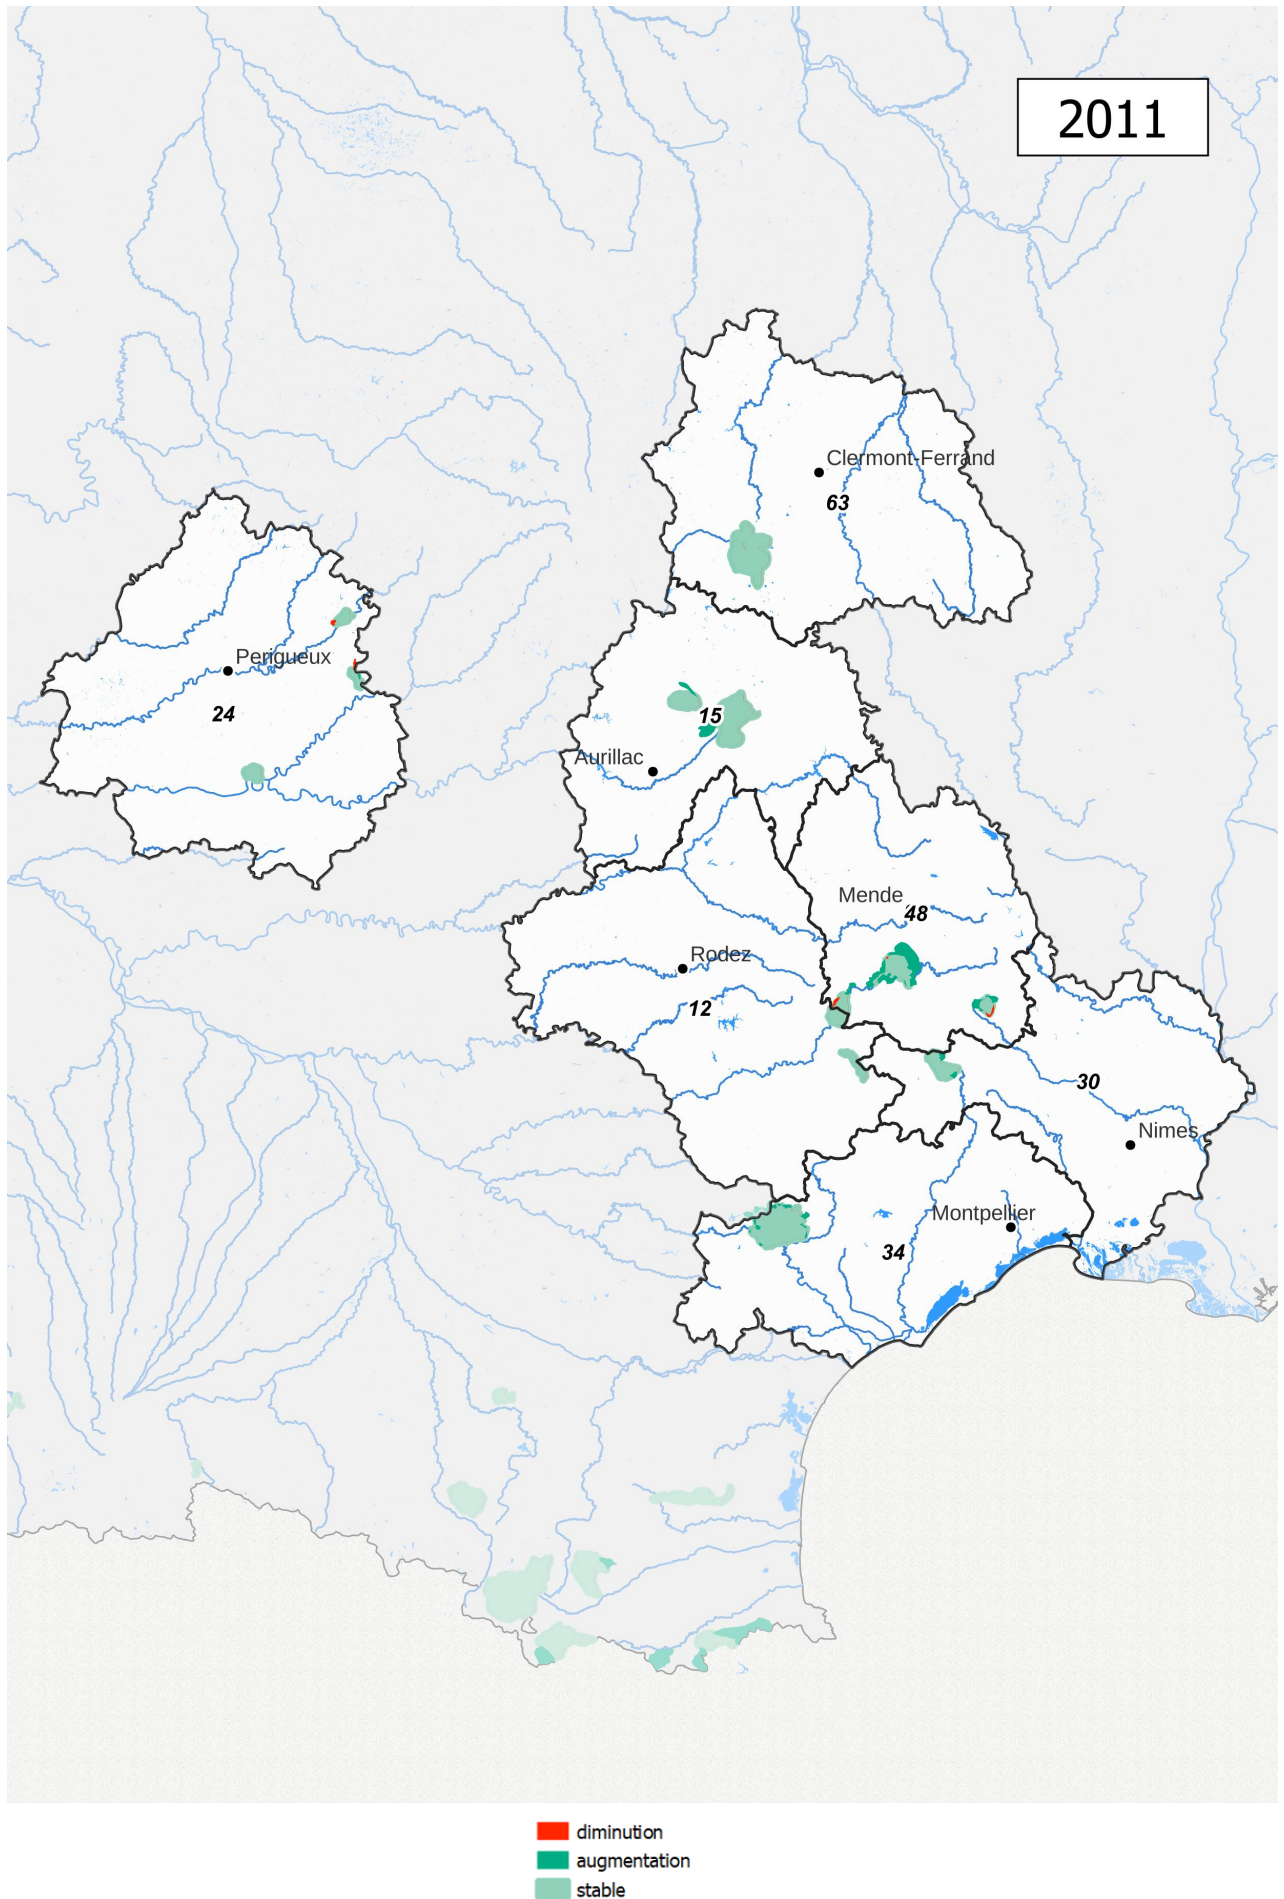 2011
Clermont-Ferrand
63
Perigueux
24
15
Aurillac
Mende
48
Rodez
12
30
Nimes
Montpellier
34
diminution
augmentation
stable